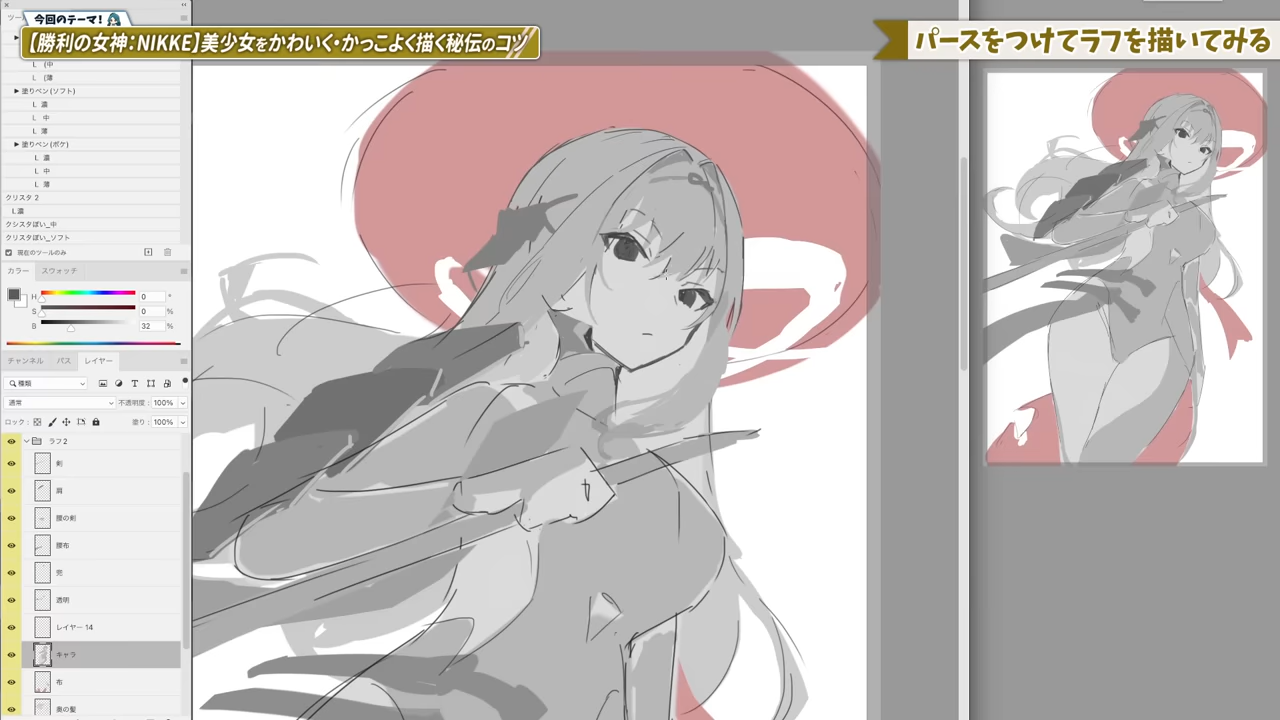 今回のテーマ!
【勝利の女神:NIKKE】美少女をかわいく・かっこよく描く秘伝のコツ
パースをつけてラフを描いてみる
L (中
L (薄
▶ 塗りペン(ソフト)
L 濃
L 中
L 薄
▶ 塗りペン(ボケ)
L 濃
L 中
L 薄
クリスタ 2
L濃
クシスタぽい_中
クリスタぽい_ソフト
現在のツールのみ
カラー スウォッチ
H 0 °
S 0 %
B 32 %
チャンネル パス レイヤー
種類
通常 不透明度: 100%
ロック: 塗り: 100%
ラフ2
剣
肩
腰の剣
腰布
兜
透明
レイヤー 14
キャラ
布
奥の髪